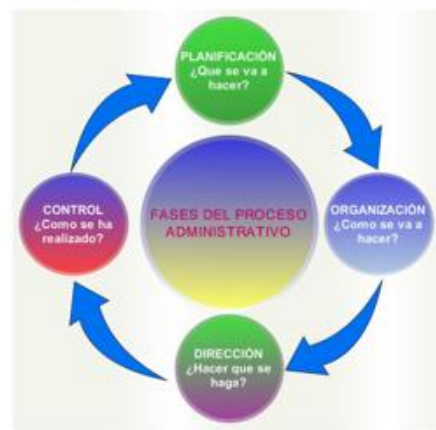 PLANIFICACIÓN
¿Que se va a
hacer?
CONTROL
¿Como se ha
realizado?
FASES DEL PROCESO
ADMINISTRATIVO
ORGANIZACIÓN
¿Como se va a
hacer?
DIRECCIÓN
¿Hacer que se
haga?